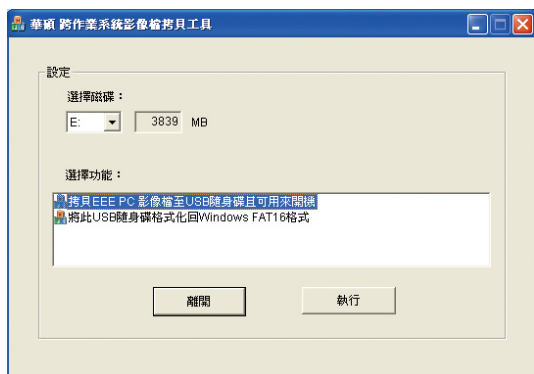 華碩 跨作業系統影像檔拷貝工具
設定
選擇磁碟：
E: 3839 MB
選擇功能：
拷貝EEE PC 影像檔至USB隨身碟且可用來開機
將此USB隨身碟格式化回Windows FAT16格式
離開 執行